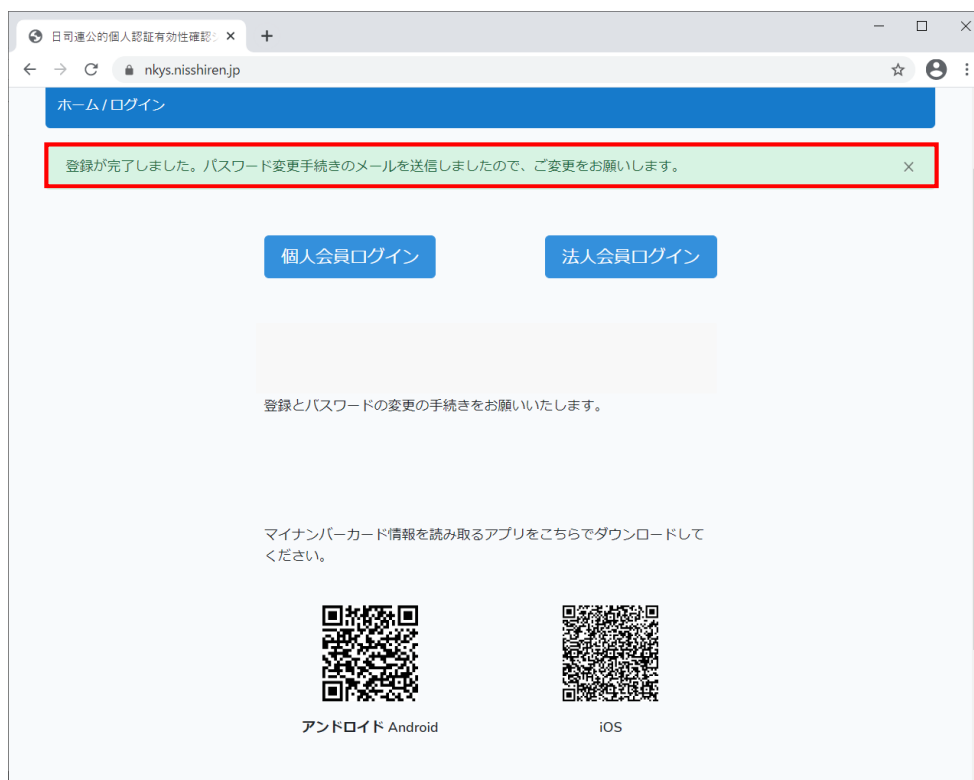 日司連公的個人認証有効性確認
nkys.nisshiren.jp
ホーム / ログイン
登録が完了しました。パスワード変更手続きのメールを送信しましたので、ご変更をお願いします。
個人会員ログイン
法人会員ログイン
登録とパスワードの変更の手続きをお願いいたします。
マイナンバーカード情報を読み取るアプリをこちらでダウンロードして
ください。
アンドロイド Android
iOS